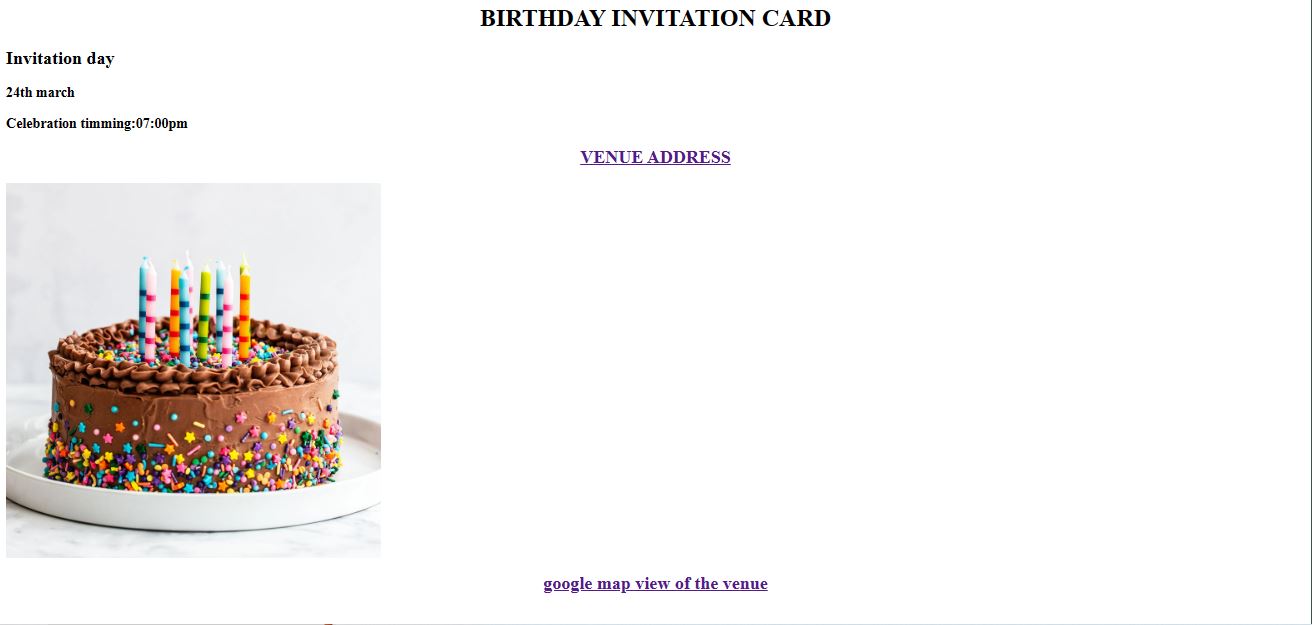 BIRTHDAY INVITATION CARD
Invitation day
24th march
Celebration timming:07:00pm
VENUE ADDRESS
google map view of the venue